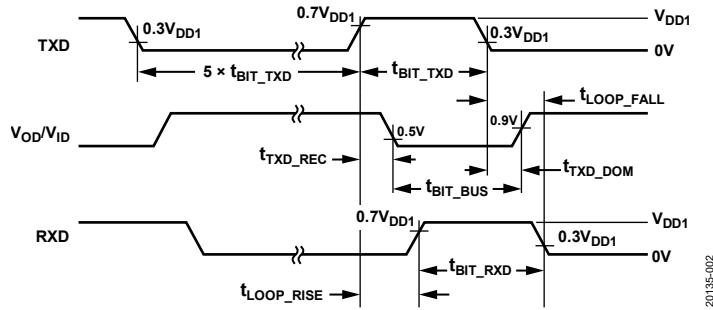 0.7VDD1
VDD1
0.3VDD1
0.3VDD1
TXD
0V
5 × tBIT_TXD
tBIT_TXD
tLOOP_FALL
0.9V
VOD/VID
0.5V
tTXD_REC
tTXD_DOM
tBIT_BUS
0.7VDD1
VDD1
RXD
0.3VDD1
0V
tBIT_RXD
tLOOP_RISE
20135-002